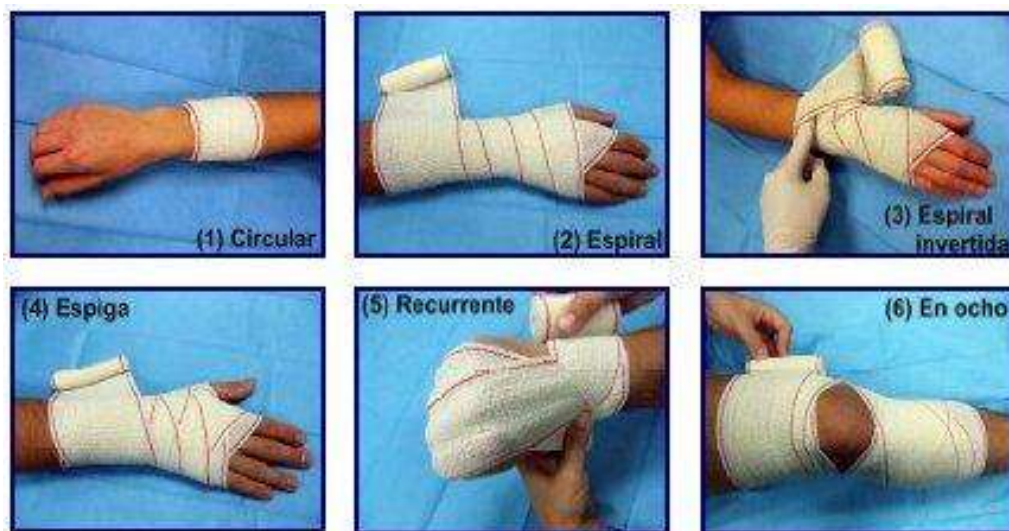 (1) Circular
(2) Espiral
(3) Espiral
invertida
(4) Espiga
(5) Recurrente
(6) En ocho